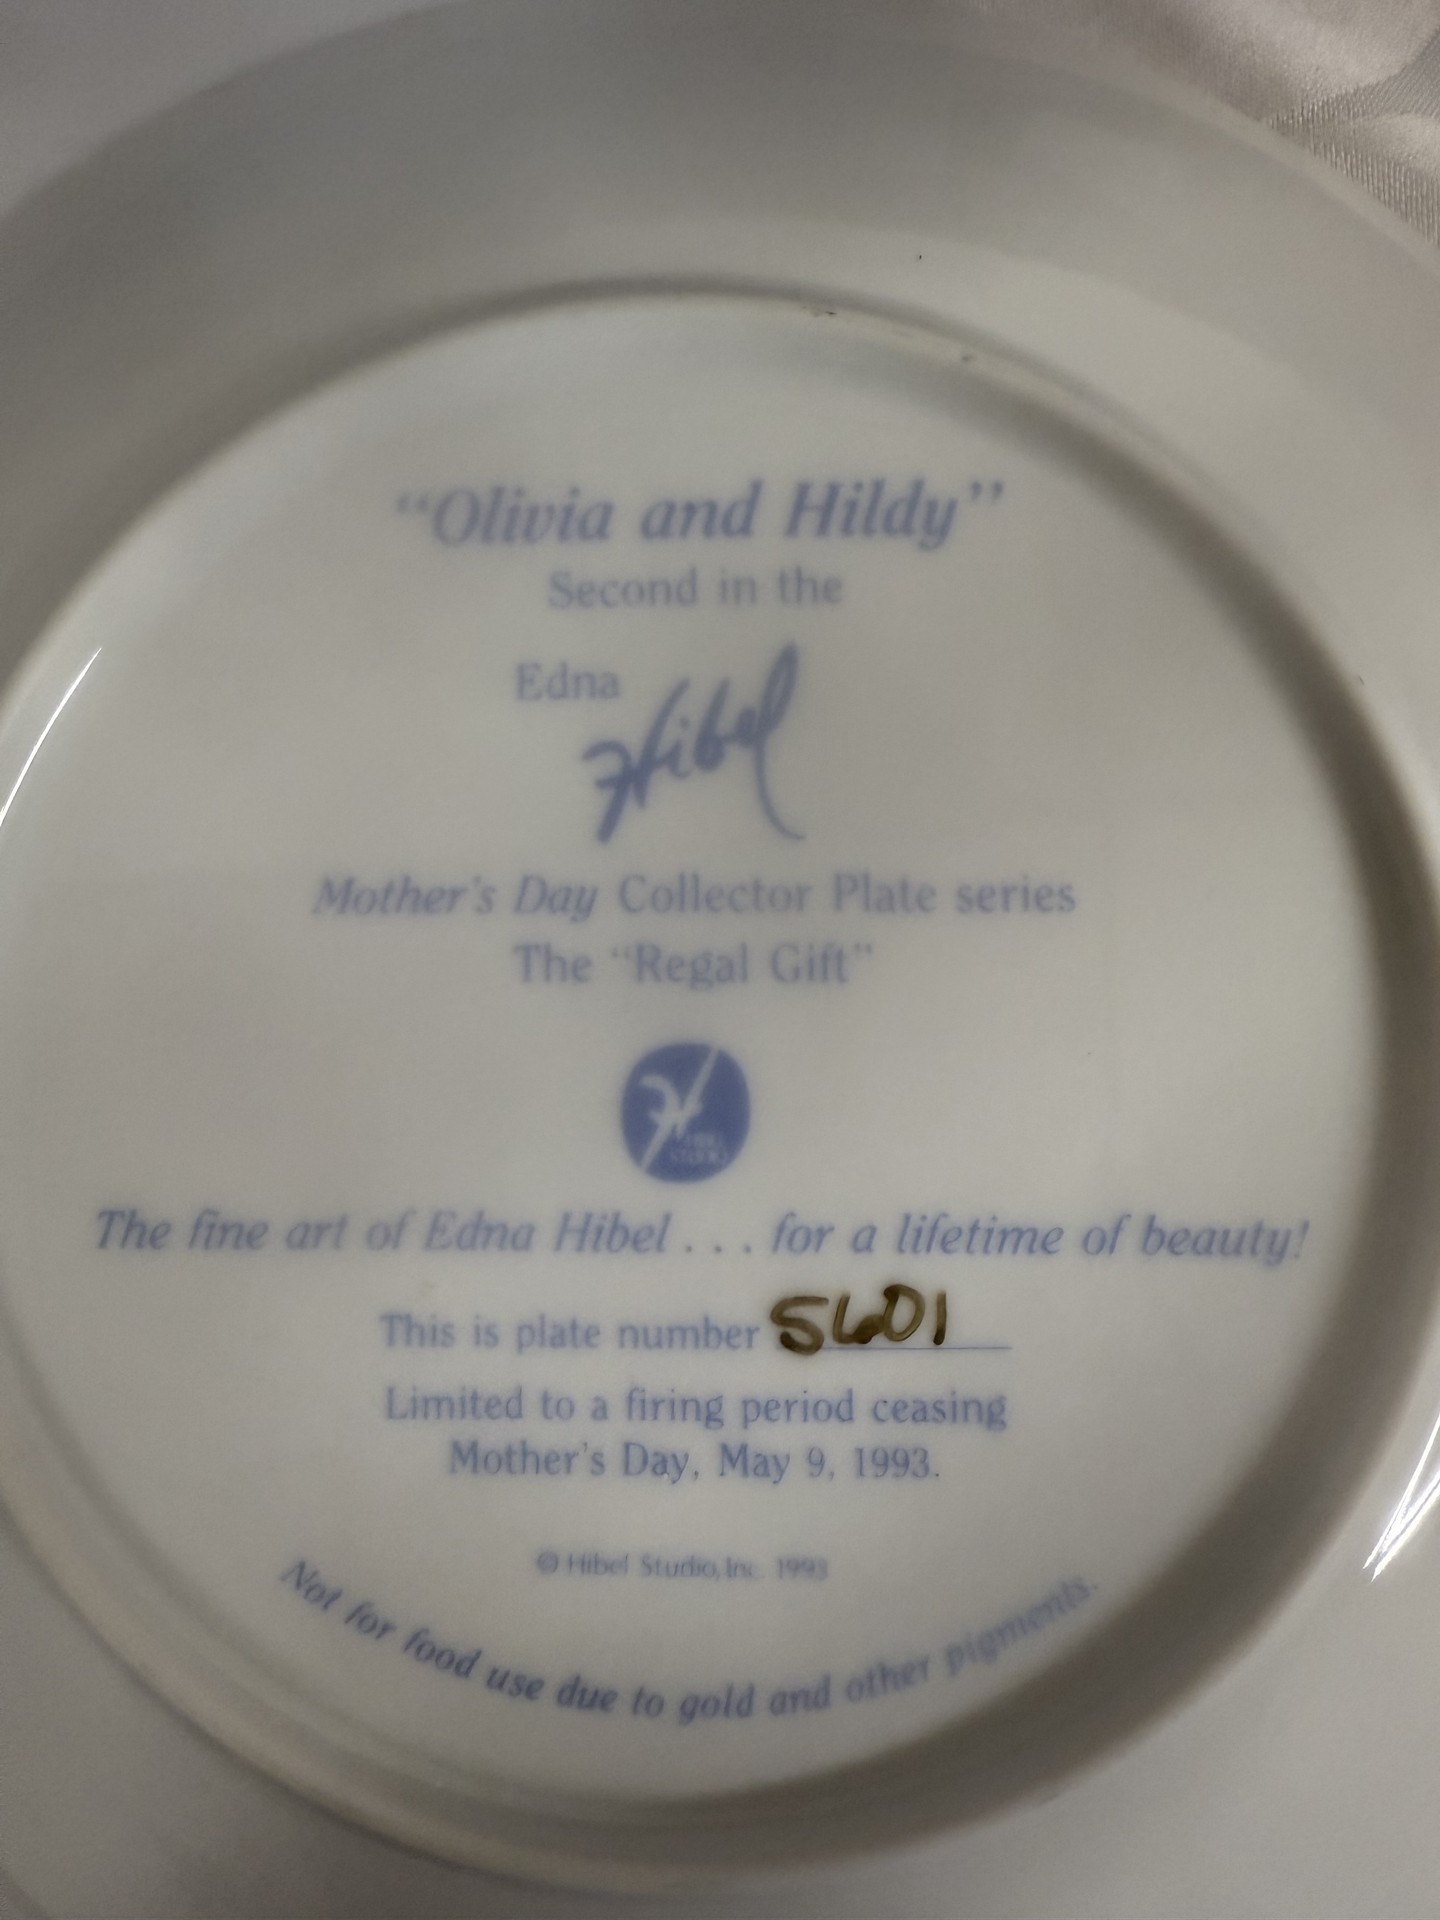 “Olivia and Hildy”
Second in the
Edna Hibel
Mother's Day Collector Plate series
The “Regal Gift”
STUDIO
The fine art of Edna Hibel . . . for a lifetime of beauty!
This is plate number 5601
Limited to a firing period ceasing
Mother's Day, May 9, 1993.
© Hibel Studio, Inc. 1993
Not for food use due to gold and other pigments.